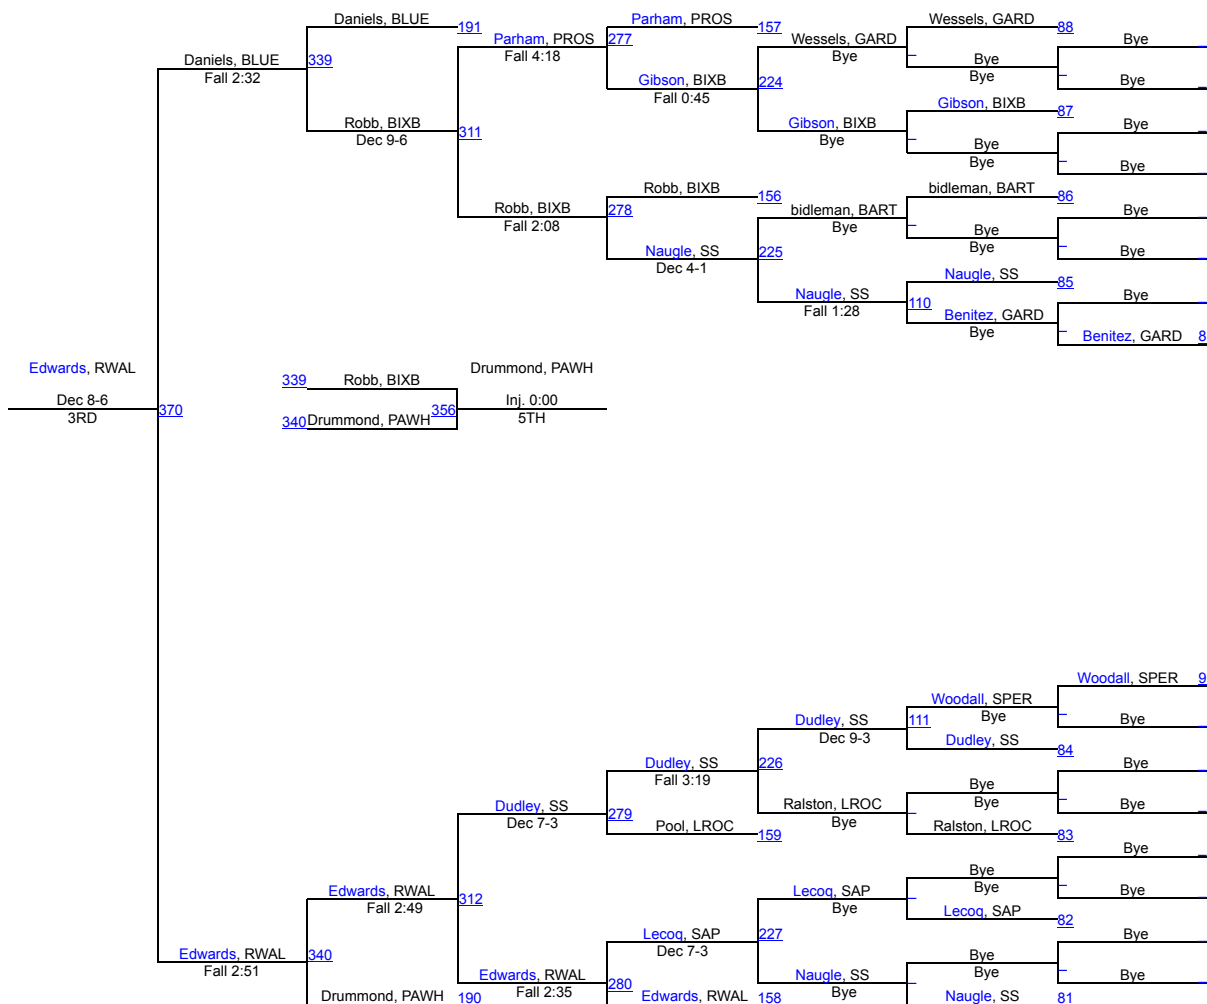 Daniels, BLUE
191
Parham, PROS
157
Wessels, GARD
88
Parham, PROS
277
Wessels, GARD
Bye
Fall 4:18
Bye
Bye
Daniels, BLUE
339
Bye
Fall 2:32
Gibson, BIXB
224
Bye
Fall 0:45
Gibson, BIXB
87
Robb, BIXB
311
Gibson, BIXB
Bye
Dec 9-6
Bye
Bye
Bye
Bye
Robb, BIXB
156
bidleman, BART
86
Robb, BIXB
278
bidleman, BART
Bye
Fall 2:08
Bye
Bye
Bye
Naugle, SS
225
Bye
Dec 4-1
Naugle, SS
85
Naugle, SS
110
Bye
Fall 1:28
Benitez, GARD
Bye
Benitez, GARD 8
Edwards, RWAL
Drummond, PAWH
339
Robb, BIXB
Dec 8-6
370
356
Inj. 0:00
3RD
340
Drummond, PAWH
5TH
Woodall, SPER 9
Woodall, SPER
Dudley, SS
111
Bye
Bye
Dec 9-3
Dudley, SS
84
Dudley, SS
226
Bye
Fall 3:19
Bye
Dudley, SS
279
Ralston, LROC
Bye
Bye
Dec 7-3
Bye
Pool, LROC
159
Ralston, LROC
83
Bye
Bye
Edwards, RWAL
312
Lecoq, SAP
Bye
Bye
Fall 2:49
Bye
Lecoq, SAP
82
Lecoq, SAP
227
Bye
Dec 7-3
Edwards, RWAL
340
Bye
Fall 2:51
Edwards, RWAL
280
Naugle, SS
Bye
Bye
Fall 2:35
Bye
Drummond, PAWH
190
Edwards, RWAL
158
Naugle, SS
81